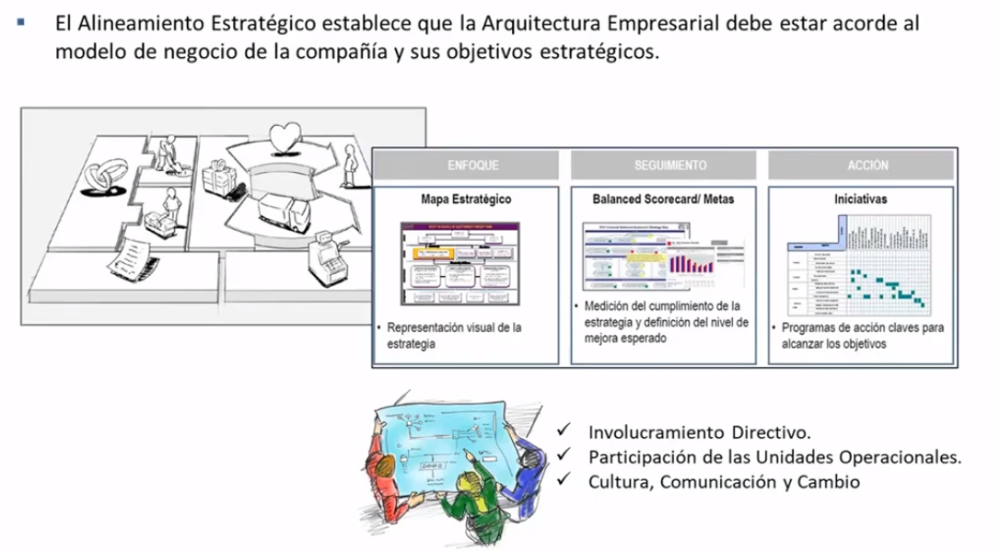 El Alineamiento Estratégico establece que la Arquitectura Empresarial debe estar acorde al
modelo de negocio de la compañía y sus objetivos estratégicos.
ENFOQUE
SEGUIMIENTO
ACCIÓN
Mapa Estratégico
Balanced Scorecard/ Metas
Iniciativas
Representación visual de la
estrategia
Medición del cumplimiento de la
estrategia y definición del nivel de
mejora esperado
Programas de acción claves para
alcanzar los objetivos
Involucramiento Directivo.
Participación de las Unidades Operacionales.
Cultura, Comunicación y Cambio